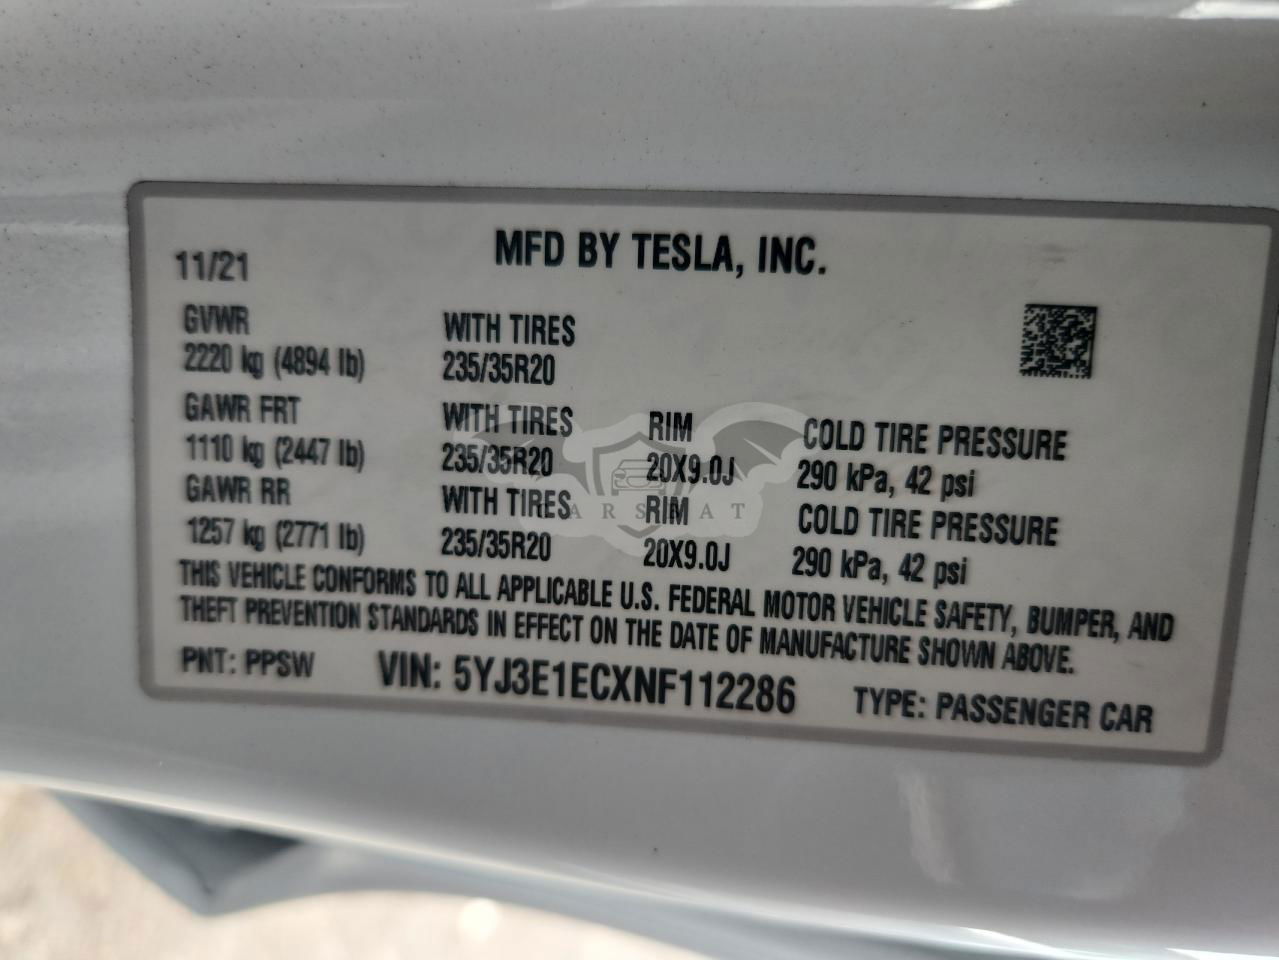 MFD BY TESLA, INC.
11/21
GVWR WITH TIRES
2220 kg (4894 lb) 235/35R20
GAWR FRT WITH TIRES RIM COLD TIRE PRESSURE
1110 kg (2447 lb) 235/35R20 20X9.0J 290 kPa, 42 psi
GAWR RR WITH TIRES RIM COLD TIRE PRESSURE
1257 kg (2771 lb) 235/35R20 20X9.0J 290 kPa, 42 psi
THIS VEHICLE CONFORMS TO ALL APPLICABLE U.S. FEDERAL MOTOR VEHICLE SAFETY, BUMPER, AND
THEFT PREVENTION STANDARDS IN EFFECT ON THE DATE OF MANUFACTURE SHOWN ABOVE.
PNT: PPSW VIN: 5YJ3E1ECXNF112286 TYPE: PASSENGER CAR